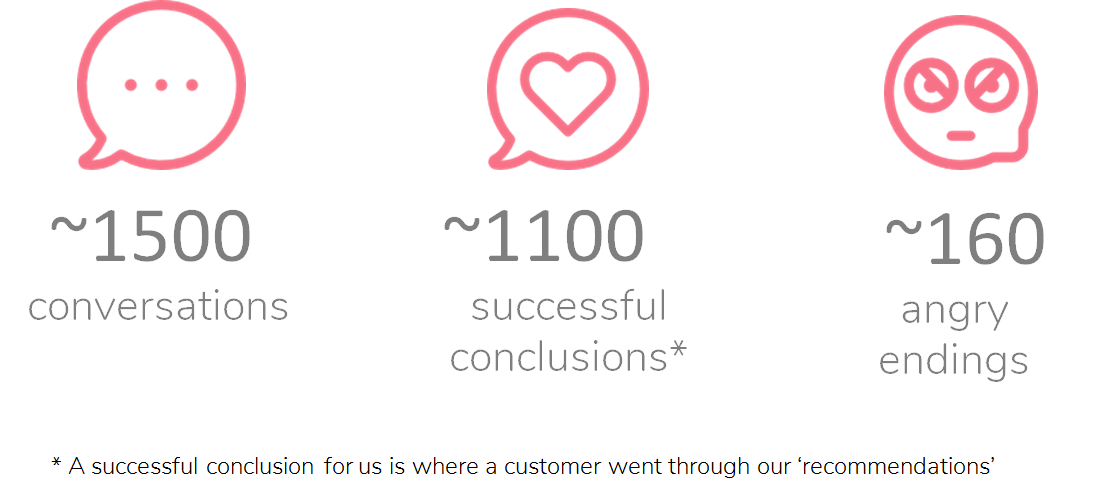 ~1500
conversations
~1100
successful
conclusions*
~160
angry
endings
* A successful conclusion for us is where a customer went through our ‘recommendations’